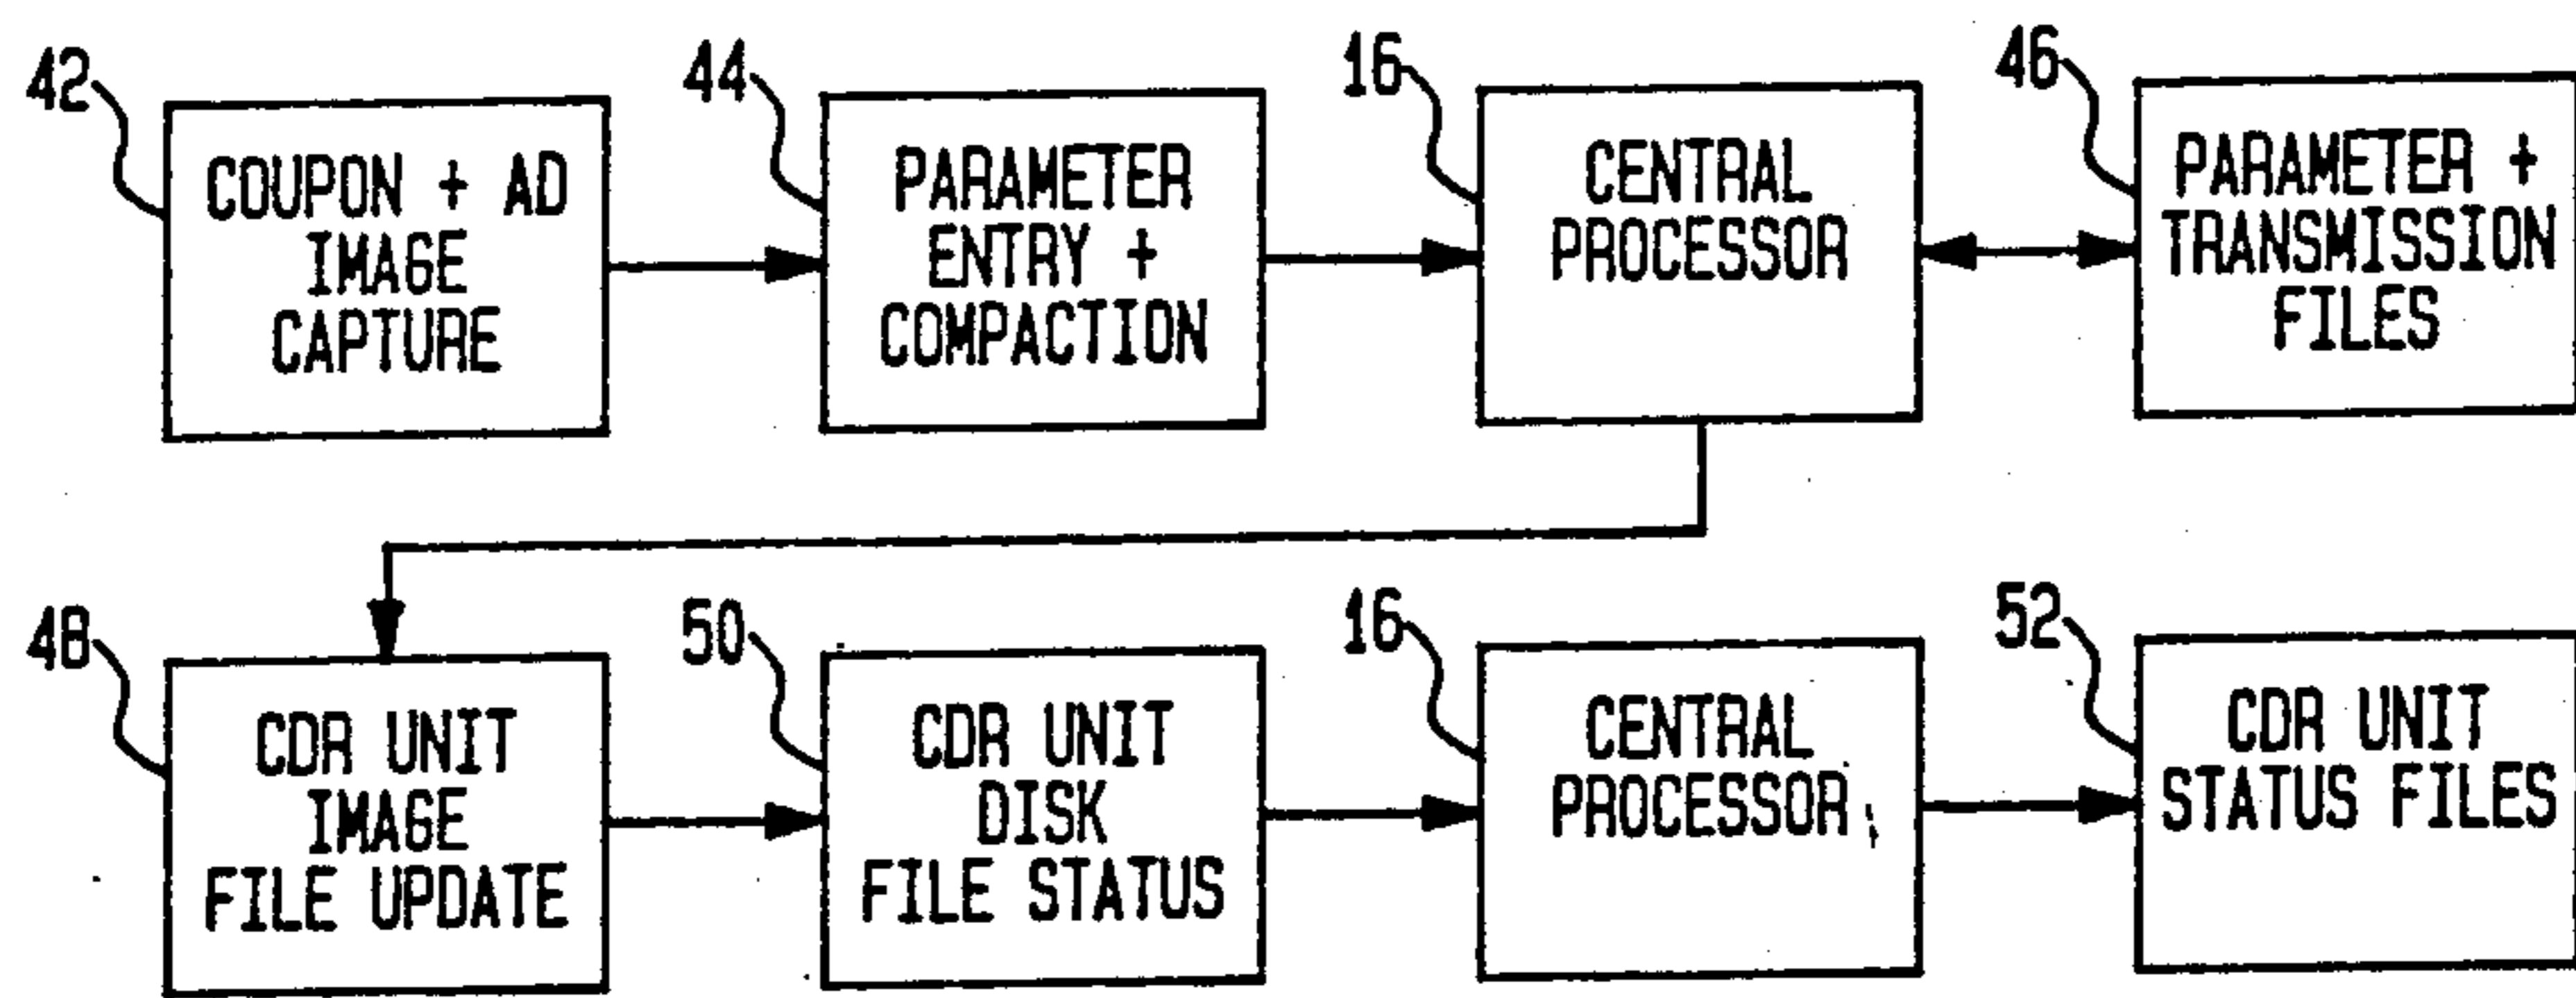 42
COUPON + AD
IMAGE
CAPTURE
44
PARAMETER
ENTRY +
COMPACTION
16
CENTRAL
PROCESSOR
46
PARAMETER +
TRANSMISSION
FILES
48
CDR UNIT
IMAGE
FILE UPDATE
50
CDR UNIT
DISK
FILE STATUS
16
CENTRAL
PROCESSOR
52
CDR UNIT
STATUS FILES